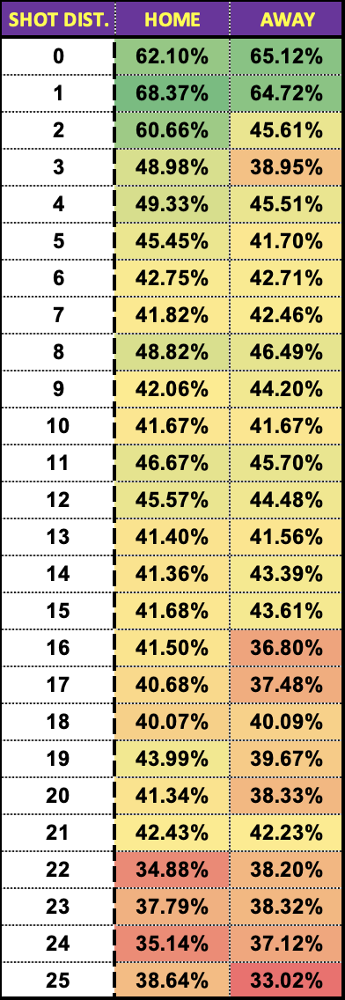 SHOT DIST. HOME AWAY
0 62.10% 65.12%
1 68.37% 64.72%
2 60.66% 45.61%
3 48.98% 38.95%
4 49.33% 45.51%
5 45.45% 41.70%
6 42.75% 42.71%
7 41.82% 42.46%
8 48.82% 46.49%
9 42.06% 44.20%
10 41.67% 41.67%
11 46.67% 45.70%
12 45.57% 44.48%
13 41.40% 41.56%
14 41.36% 43.39%
15 41.68% 43.61%
16 41.50% 36.80%
17 40.68% 37.48%
18 40.07% 40.09%
19 43.99% 39.67%
20 41.34% 38.33%
21 42.43% 42.23%
22 34.88% 38.20%
23 37.79% 38.32%
24 35.14% 37.12%
25 38.64% 33.02%